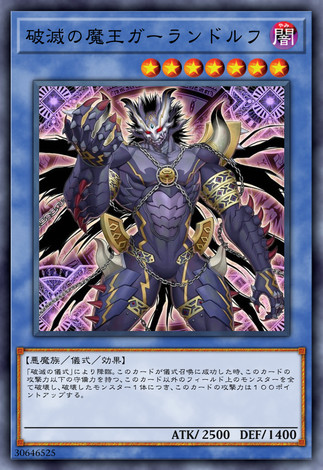 破滅の魔王ガーランドルフ
闇
やみ
【悪魔族／儀式／効果】
「破滅の儀式」により降臨。このカードが儀式召喚に成功した時、このカードの
攻撃力以下の守備力を持つ、このカード以外のフィールド上のモンスターを全
て破壊し、破壊したモンスター１体につき、このカードの攻撃力は１００ポイ
ントアップする。
ATK/ 2500 DEF/ 1400
30646525